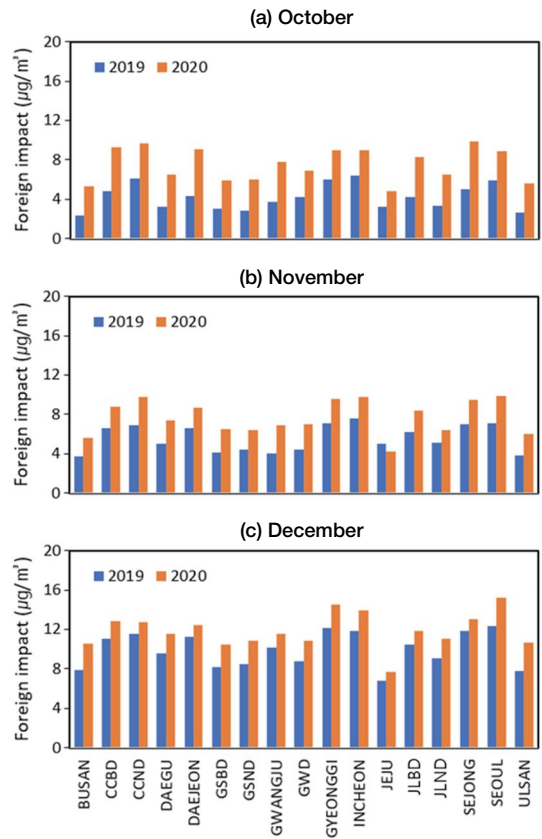 (a) October
Foreign impact (μg/m³)
20
16
12
8
4
0
2019 2020
(b) November
Foreign impact (μg/m³)
20
16
12
8
4
0
2019 2020
(c) December
Foreign impact (μg/m³)
20
16
12
8
4
0
2019 2020
BUSAN
CCBD
CCND
DAEGU
DAEJEON
GSBD
GSND
GWANGJU
GWD
GYEONGGI
INCHEON
JEJU
JLBD
JLND
SEJONG
SEOUL
ULSAN